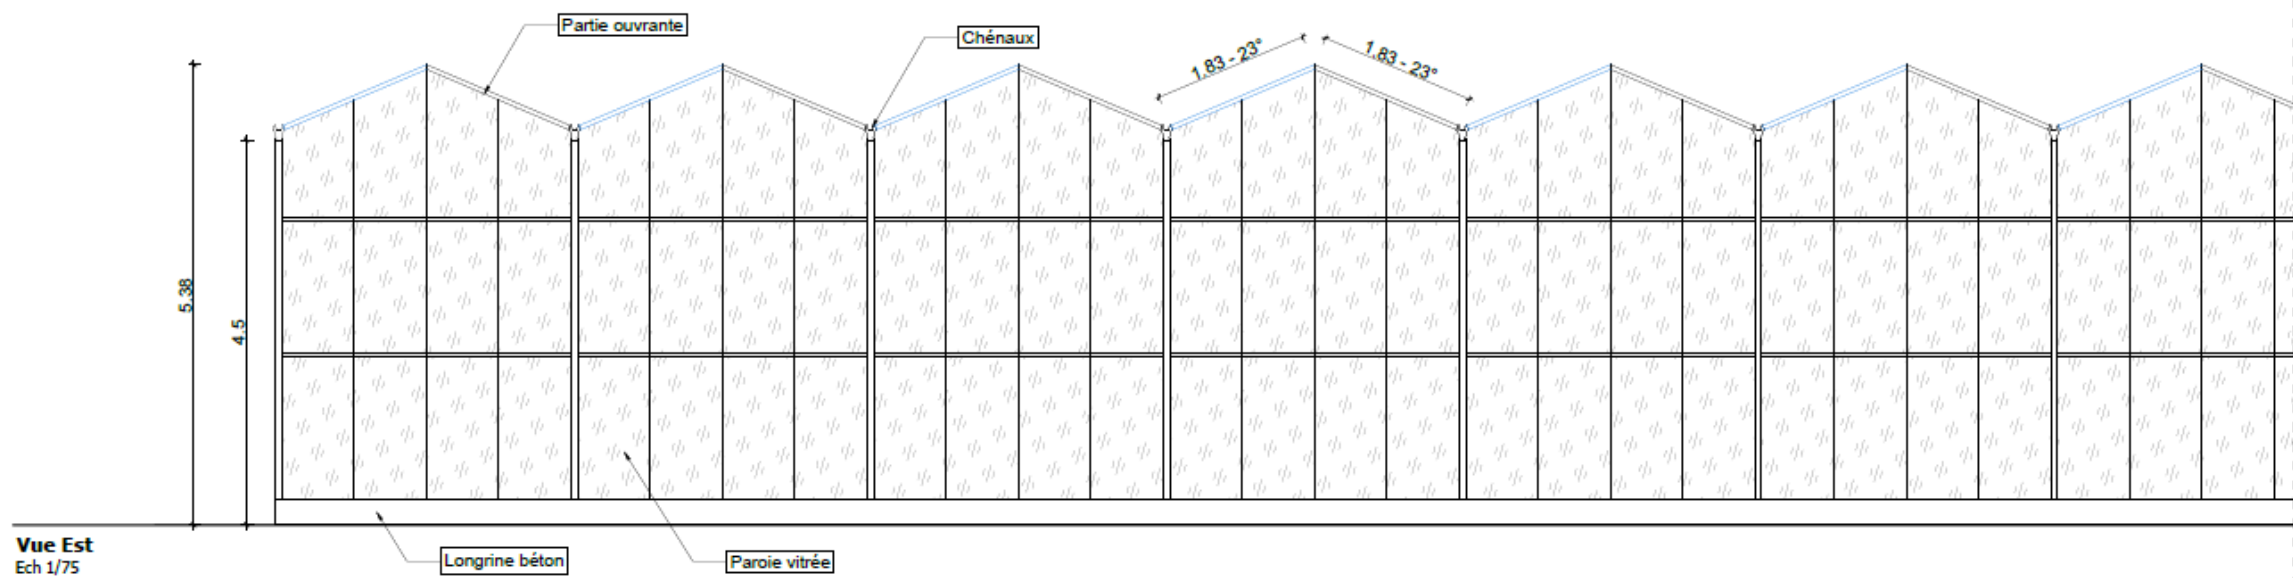 Partie ouvrante
Chénaux
1.83 - 23°
1.83 - 23°
5.38
4.5
Vue Est
Ech 1/75
Longrine béton
Paroie vitrée